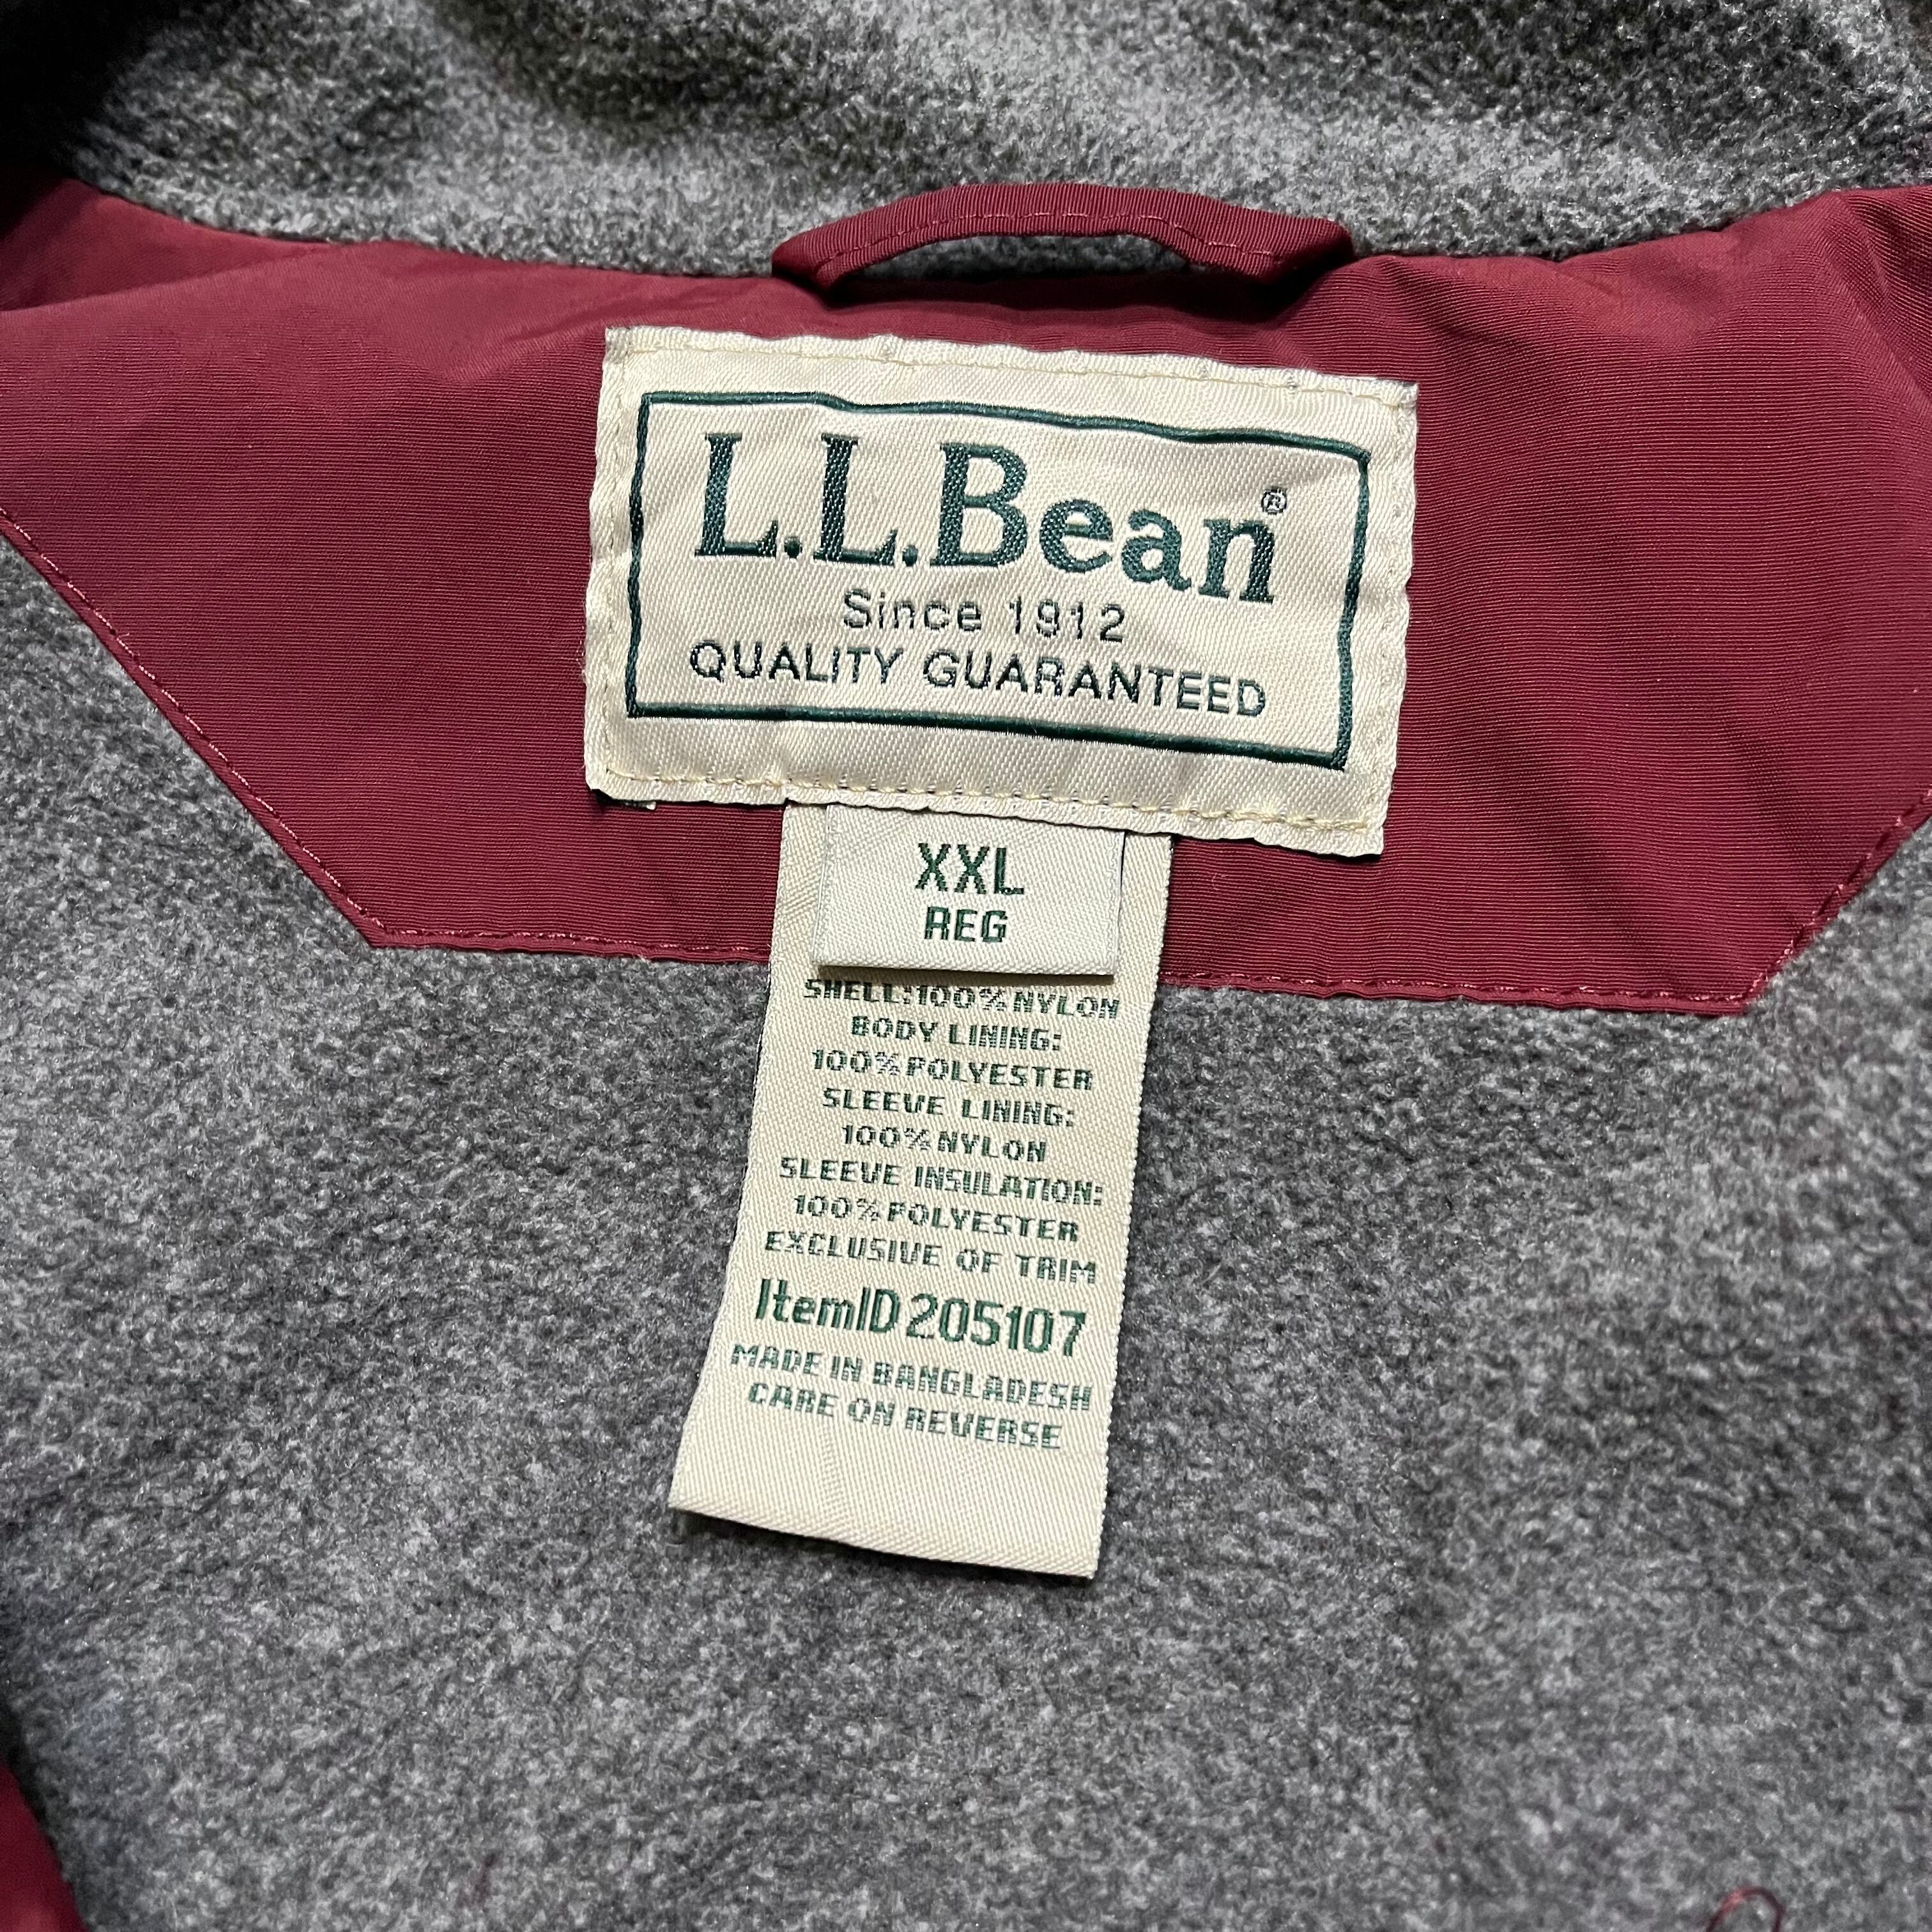 L.L.Bean®
Since 1912
QUALITY GUARANTEED
XXL
REG
SHELL:100% NYLON
BODY LINING:
100% POLYESTER
SLEEVE LINING:
100% NYLON
SLEEVE INSULATION:
100% POLYESTER
EXCLUSIVE OF TRIM
ItemID 205107
MADE IN BANGLADESH
CARE ON REVERSE